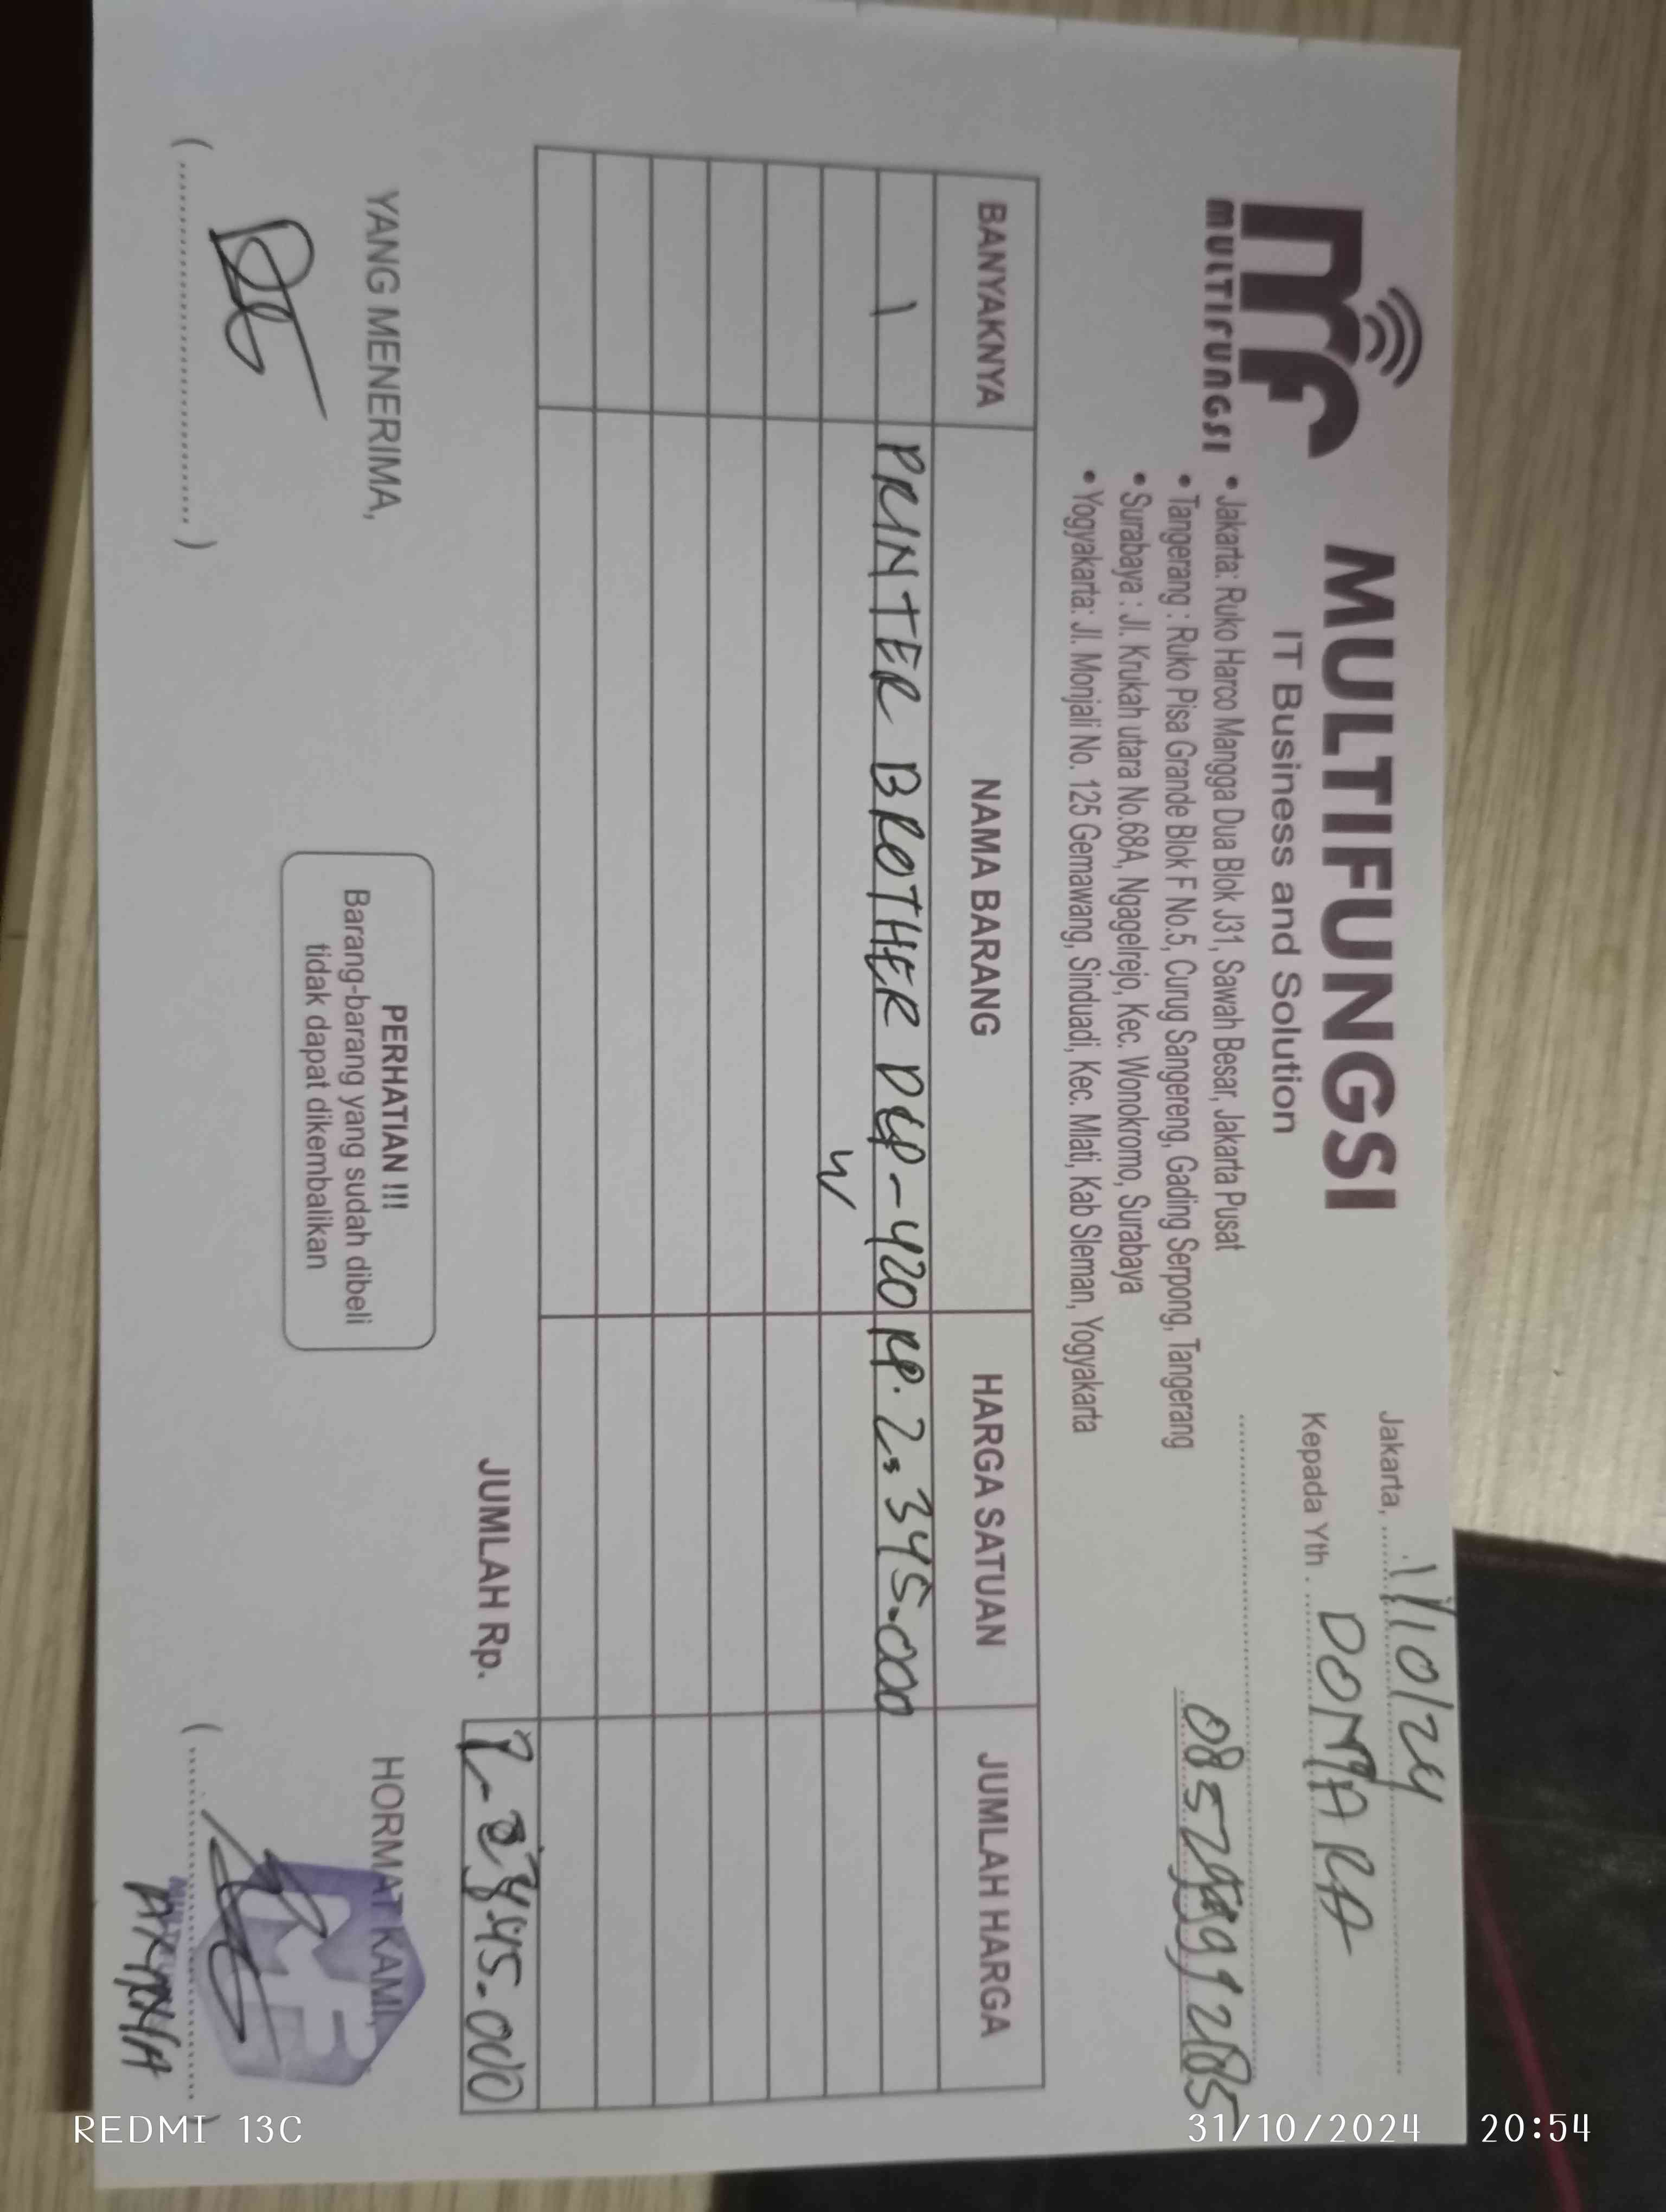 mf
MULTIFUNGSI
MULTIFUNGSI
IT Business and Solution
• Jakarta: Ruko Harco Mangga Dua Blok J31, Sawah Besar, Jakarta Pusat
• Tangerang : Ruko Pisa Grande Blok F No.5, Curug Sangereng, Gading Serpong, Tangerang
• Surabaya : Jl. Krukah utara No.68A, Ngagelrejo, Kec. Wonokromo, Surabaya
• Yogyakarta: Jl. Monjali No. 125 Gemawang, Sinduadi, Kec. Mlati, Kab Sleman, Yogyakarta
Jakarta, 1/10/24
Kepada Yth. DOMARA
BANYAKNYA NAMA BARANG HARGA SATUAN JUMLAH HARGA
1 PRINTER BROTHER DCP-420 RP. 2.345.000
W
JUMLAH Rp. 2.345.000
YANG MENERIMA,
PERHATIAN !!!
Barang-barang yang sudah dibeli
tidak dapat dikembalikan
HORMAT KAMI,
REDMI 13C
31/10/2024 20:54